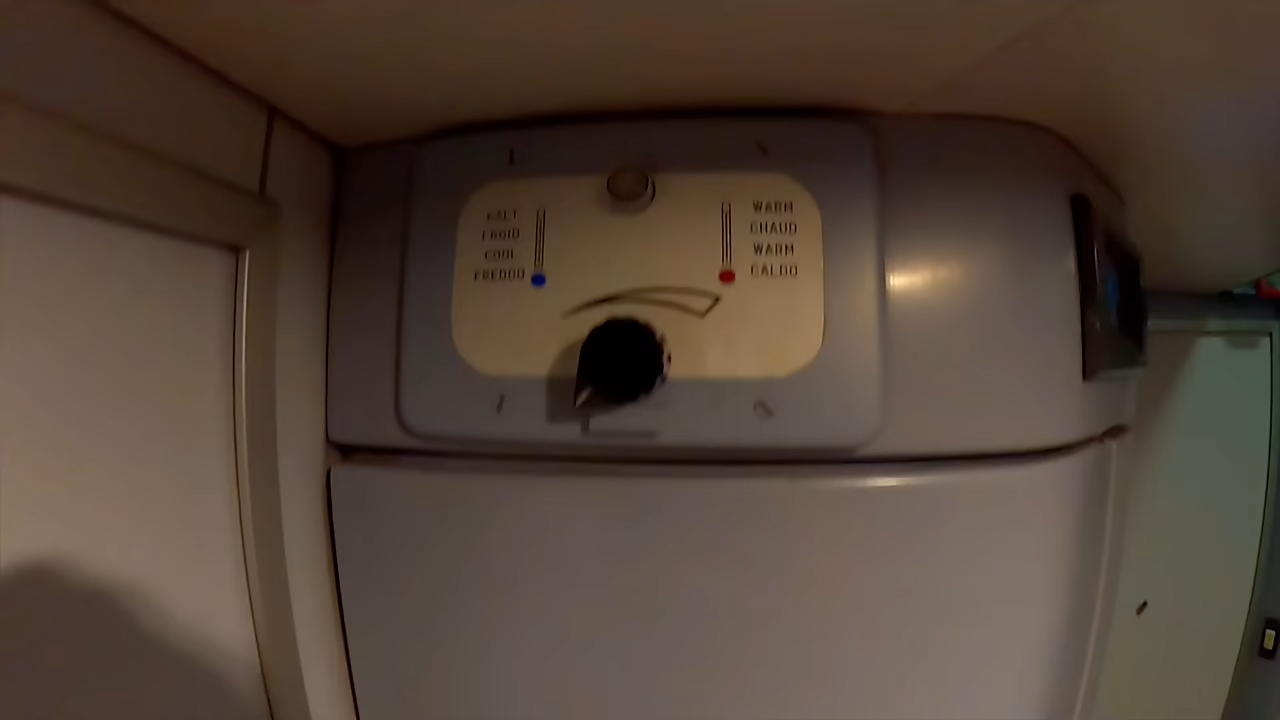 KALT
FROID
COOL
FREDDO
WARM
CHAUD
WARM
CALDO